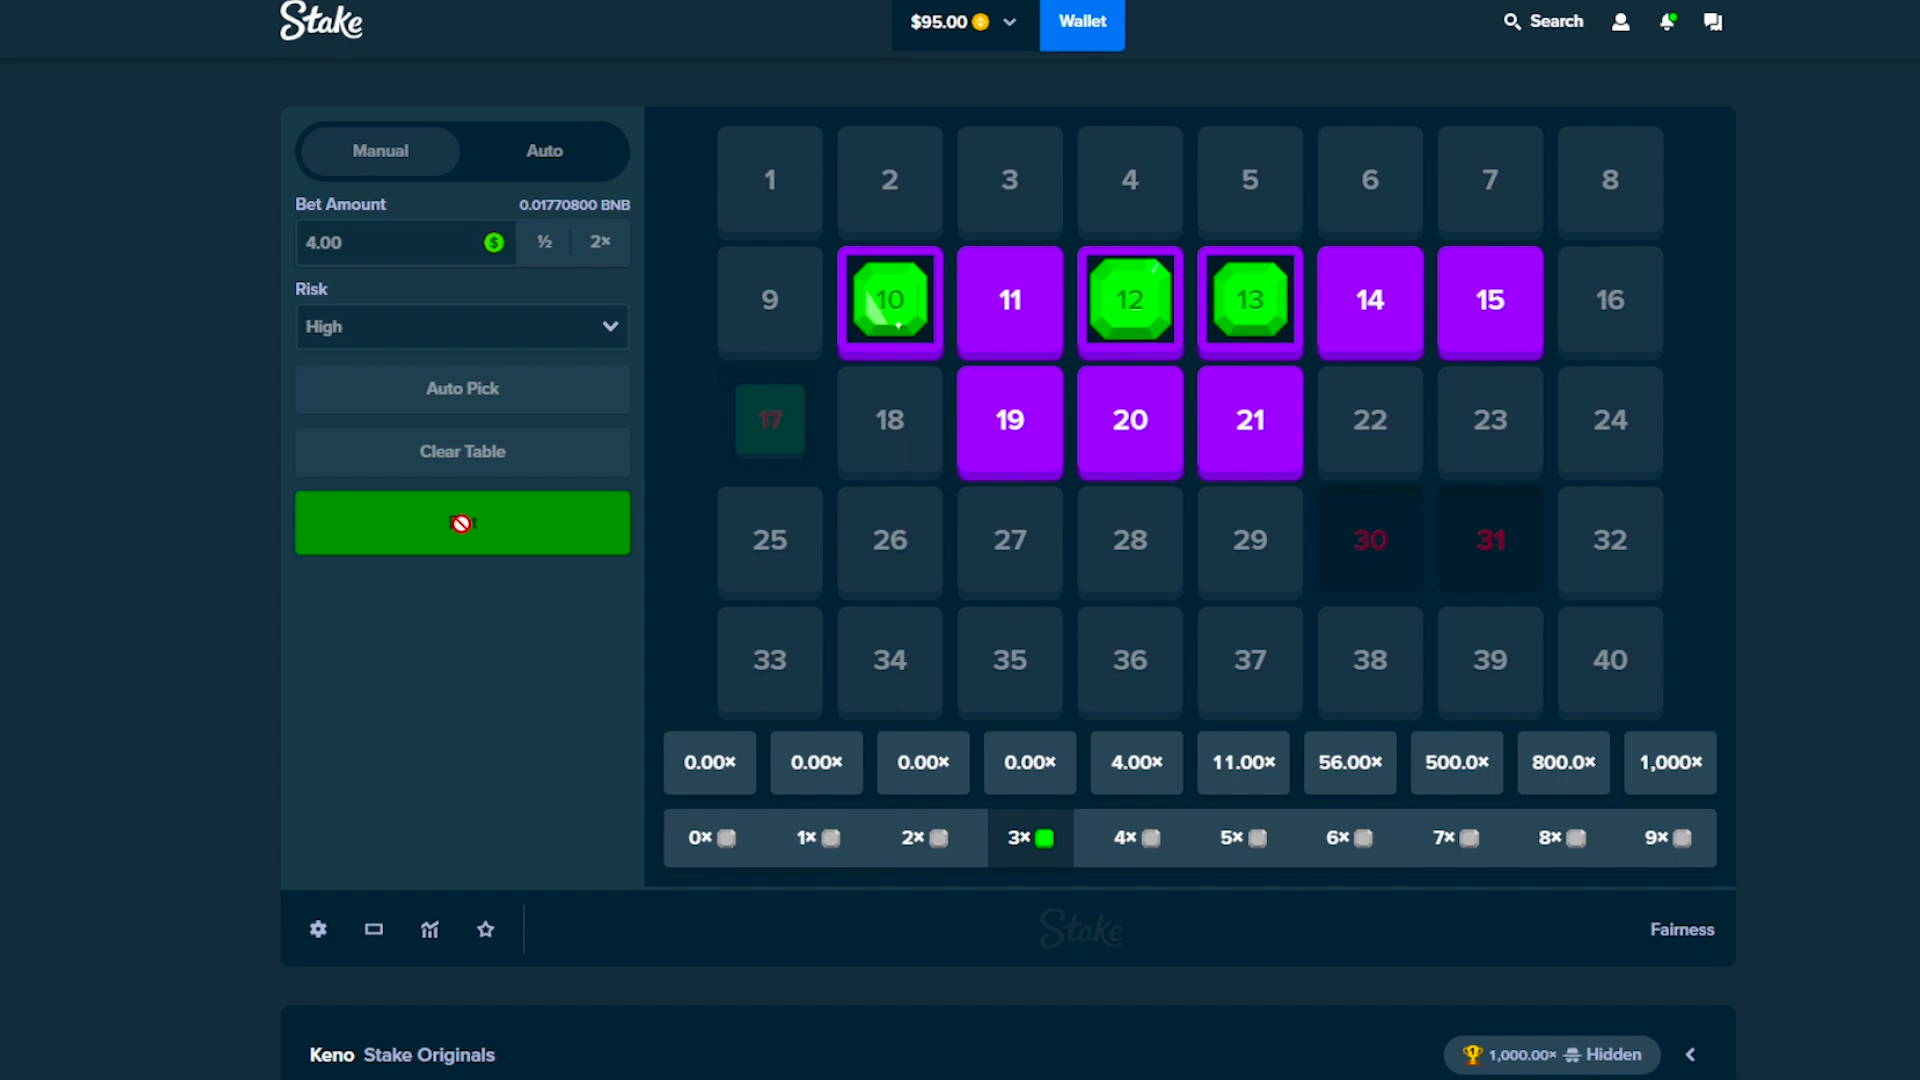 Stake
$95.00
Wallet
Search
Manual Auto
Bet Amount 0.01770800 BNB
4.00 $ ½ 2×
Risk
High
Auto Pick
Clear Table
1 2 3 4 5 6 7 8
9 10 11 12 13 14 15 16
17 18 19 20 21 22 23 24
25 26 27 28 29 30 31 32
33 34 35 36 37 38 39 40
0.00× 0.00× 0.00× 0.00× 4.00× 11.00× 56.00× 500.0× 800.0× 1,000×
0× 1× 2× 3× 4× 5× 6× 7× 8× 9×
Stake
Fairness
Keno Stake Originals
1,000.00× Hidden